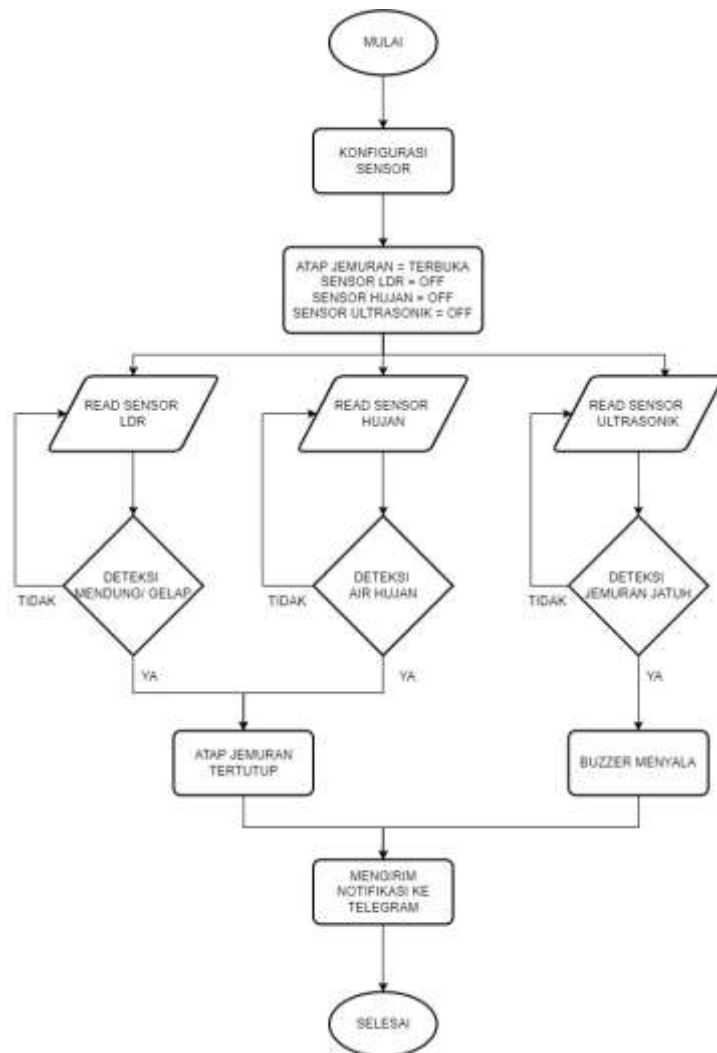 MULAI
KONFIGURASI
SENSOR
ATAP JEMURAN = TERBUKA
SENSOR LDR = OFF
SENSOR HUJAN = OFF
SENSOR ULTRASONIK = OFF
READ SENSOR
LDR
READ SENSOR
HUJAN
READ SENSOR
ULTRASONIK
DETEKSI
MENDUNG/ GELAP
TIDAK
YA
DETEKSI
AIR HUJAN
TIDAK
YA
DETEKSI
JEMURAN JATUH
TIDAK
YA
ATAP JEMURAN
TERTUTUP
BUZZER MENYALA
MENGIRIM
NOTIFIKASI KE
TELEGRAM
SELESAI